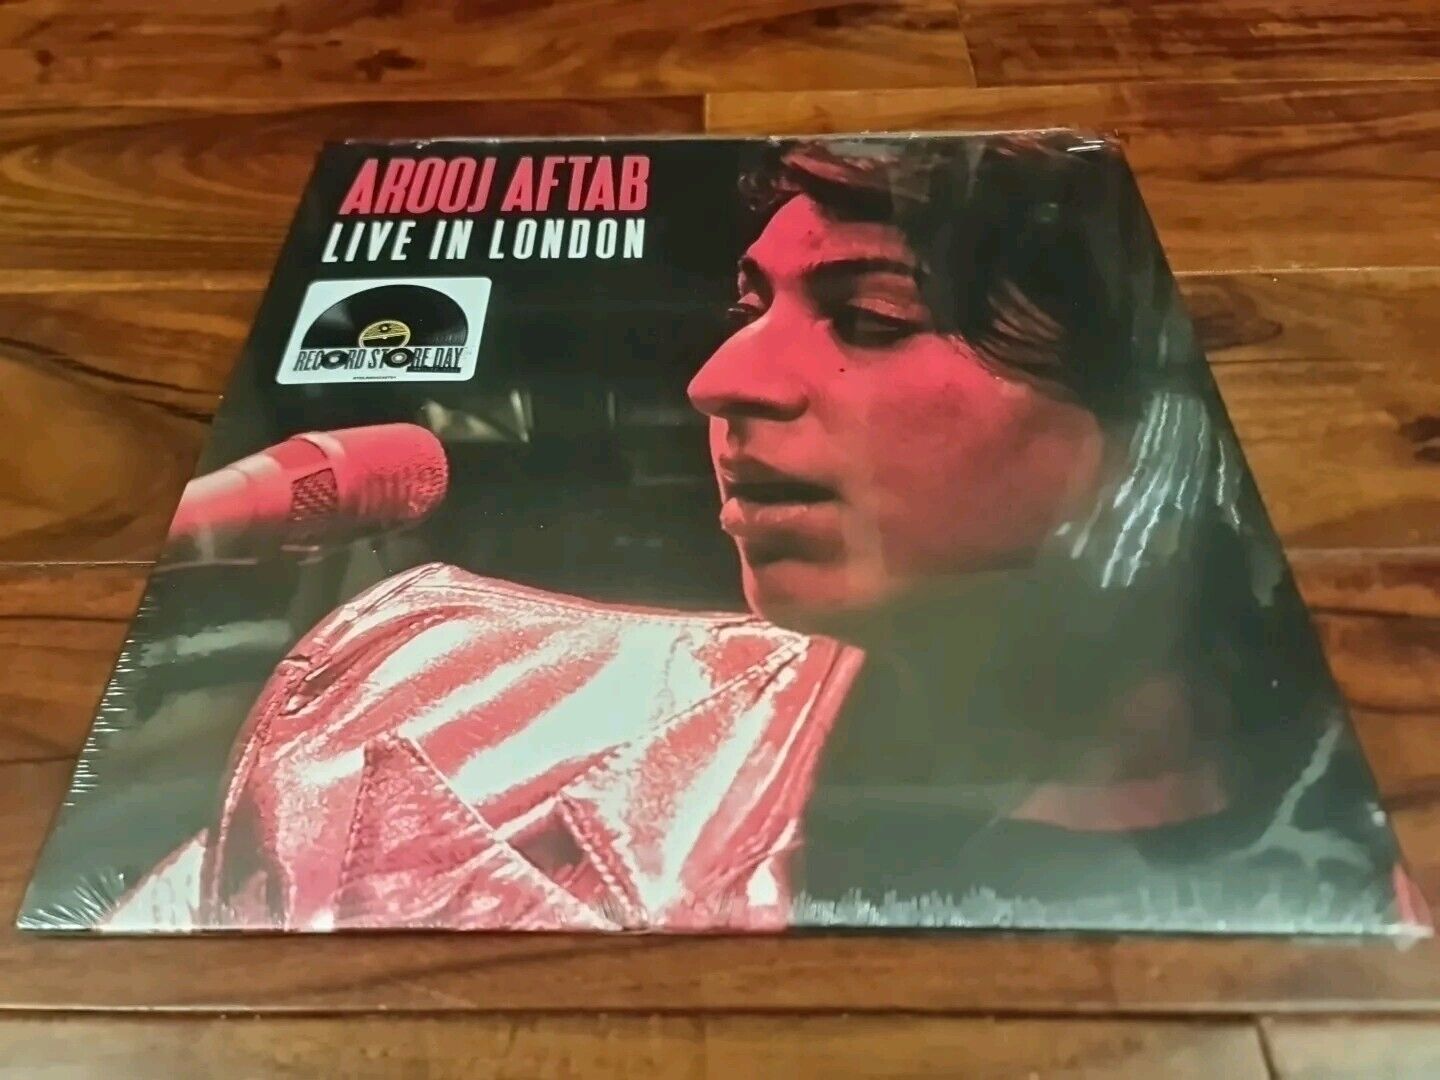 AROOJ AFTAB
LIVE IN LONDON
RECORD STORE DAY